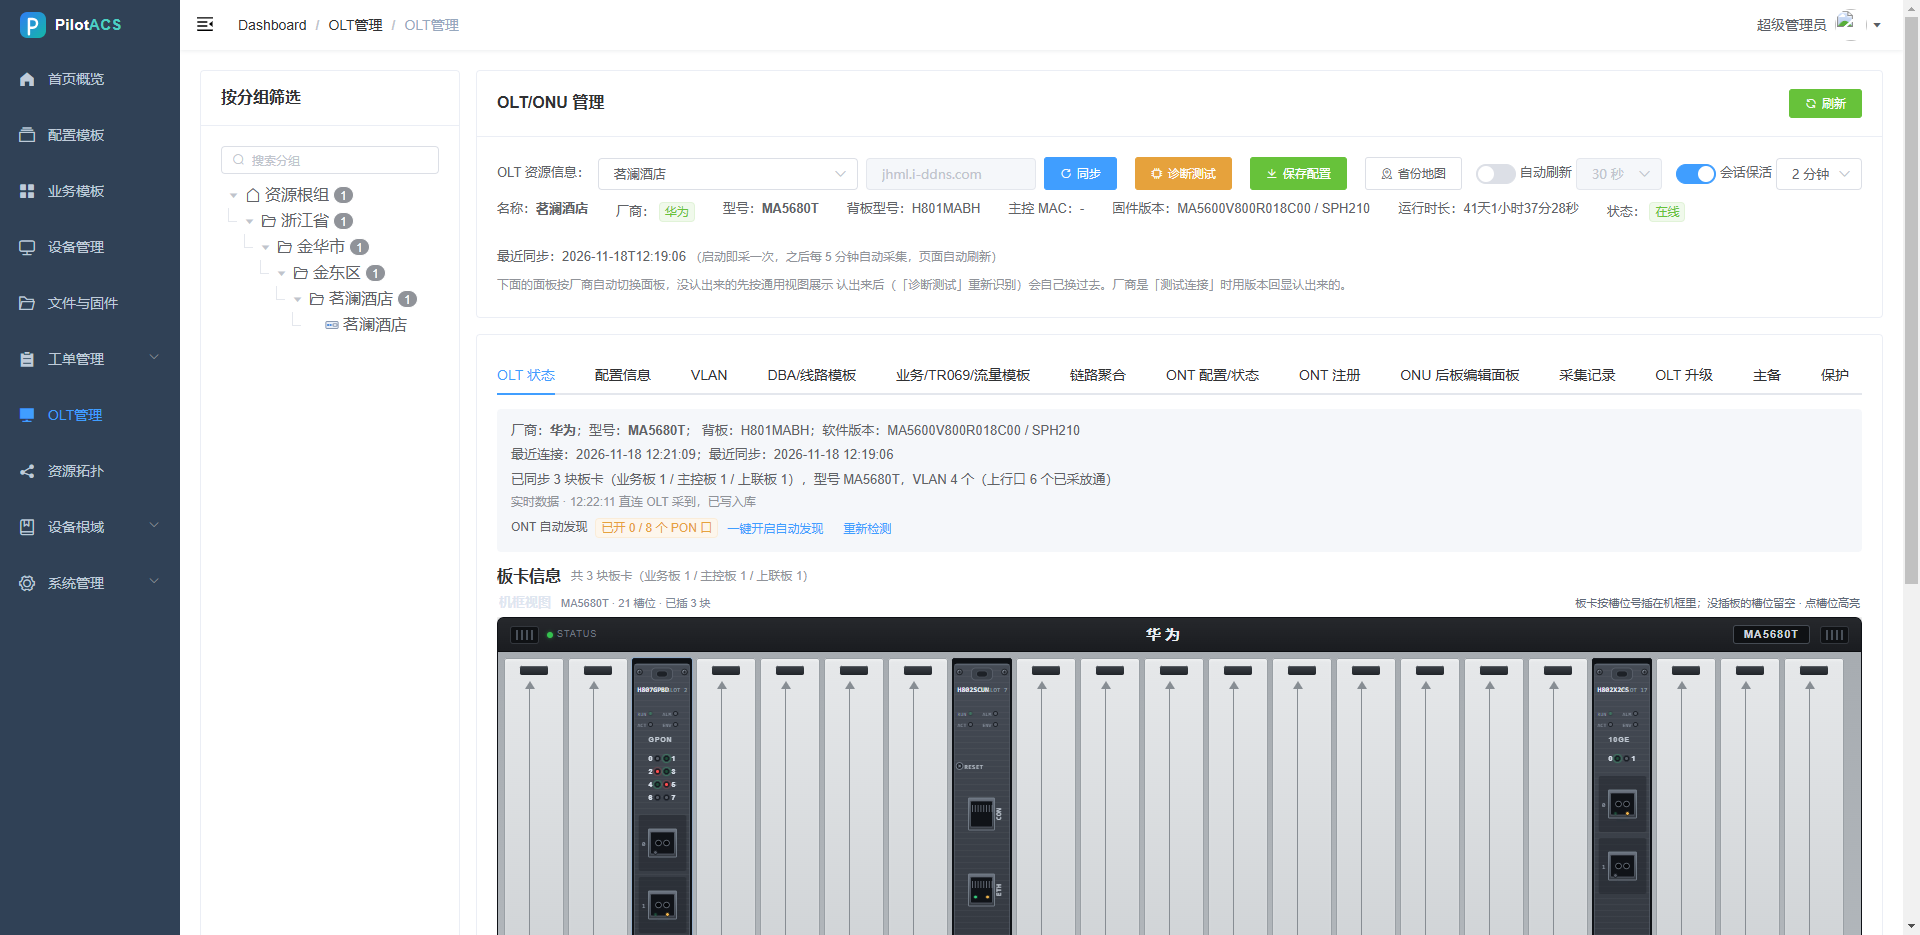 PilotACS
Dashboard / OLT管理 / OLT管理
超级管理员
首页概览
配置模板
业务模板
设备管理
文件与固件
工单管理
OLT管理
资源拓扑
设备根域
系统管理
按分组筛选
搜索分组
资源根组 1
浙江省 1
金华市 1
金东区 1
茗澜酒店 1
茗澜酒店
OLT/ONU 管理
刷新
OLT 资源信息： 茗澜酒店 jhml.i-ddns.com 同步 诊断测试 保存配置 省份地图 自动刷新 30 秒 会话保活 2 分钟
名称：茗澜酒店 厂商：华为 型号：MA5680T 背板型号：H801MABH 主控 MAC：- 固件版本：MA5600V800R018C00 / SPH210 运行时长：41天1小时37分28秒 状态：在线
最近同步：2026-11-18T12:19:06 （启动即采一次，之后每 5 分钟自动采集，页面自动刷新）
下面的面板按厂商自动切换面板，没认出来的先按通用视图展示 认出来后（「诊断测试」重新识别）会自己换过去。厂商是「测试连接」时用版本回显认出来的。
OLT 状态 配置信息 VLAN DBA/线路模板 业务/TR069/流量模板 链路聚合 ONT 配置/状态 ONT 注册 ONU 后板编辑面板 采集记录 OLT 升级 主备 保护
厂商：华为；型号：MA5680T； 背板：H801MABH；软件版本：MA5600V800R018C00 / SPH210
最近连接：2026-11-18 12:21:09；最近同步：2026-11-18 12:19:06
已同步 3 块板卡（业务板 1 / 主控板 1 / 上联板 1），型号 MA5680T，VLAN 4 个（上行口 6 个已采放通）
实时数据 · 12:22:11 直连 OLT 采到，已写入库
ONT 自动发现 已开 0 / 8 个 PON 口 一键开启自动发现 重新检测
板卡信息 共 3 块板卡（业务板 1 / 主控板 1 / 上联板 1）
机框视图 MA5680T · 21 槽位 · 已插 3 块
板卡按槽位号插在机框里；没插板的槽位留空 · 点槽位高亮
STATUS
华为
MA5680T
H807GPBD
GPON
0 1
2 3
4 5
6 7
0
1
H802SCUN
RESET
CON
ETH
H802X2CS
10GE
0 1
0
1